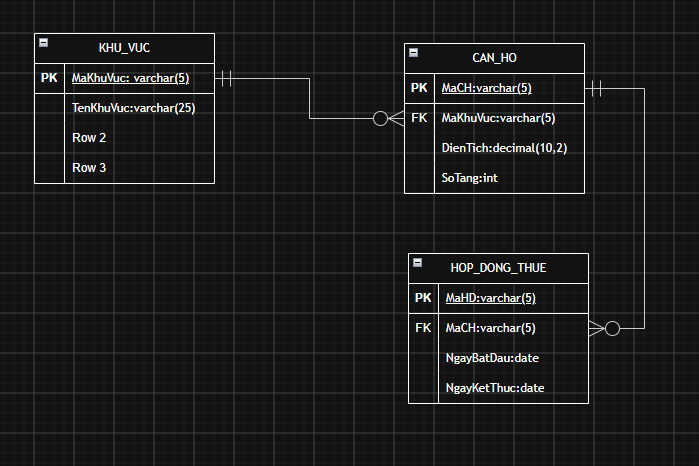 KHU_VUC
PK MaKhuVuc: varchar(5)
TenKhuVuc:varchar(25)
Row 2
Row 3
CAN_HO
PK MaCH:varchar(5)
FK MaKhuVuc:varchar(5)
DienTich:decimal(10,2)
SoTang:int
HOP_DONG_THUE
PK MaHD:varchar(5)
FK MaCH:varchar(5)
NgayBatDau:date
NgayKetThuc:date